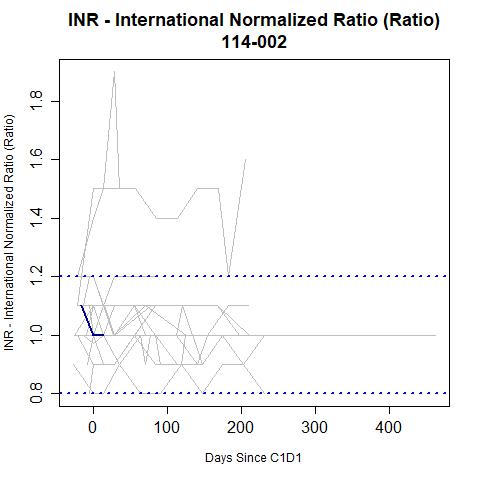 INR - International Normalized Ratio (Ratio)
114-002
INR - International Normalized Ratio (Ratio)
1.8
1.6
1.4
1.2
1.0
0.8
0 100 200 300 400
Days Since C1D1